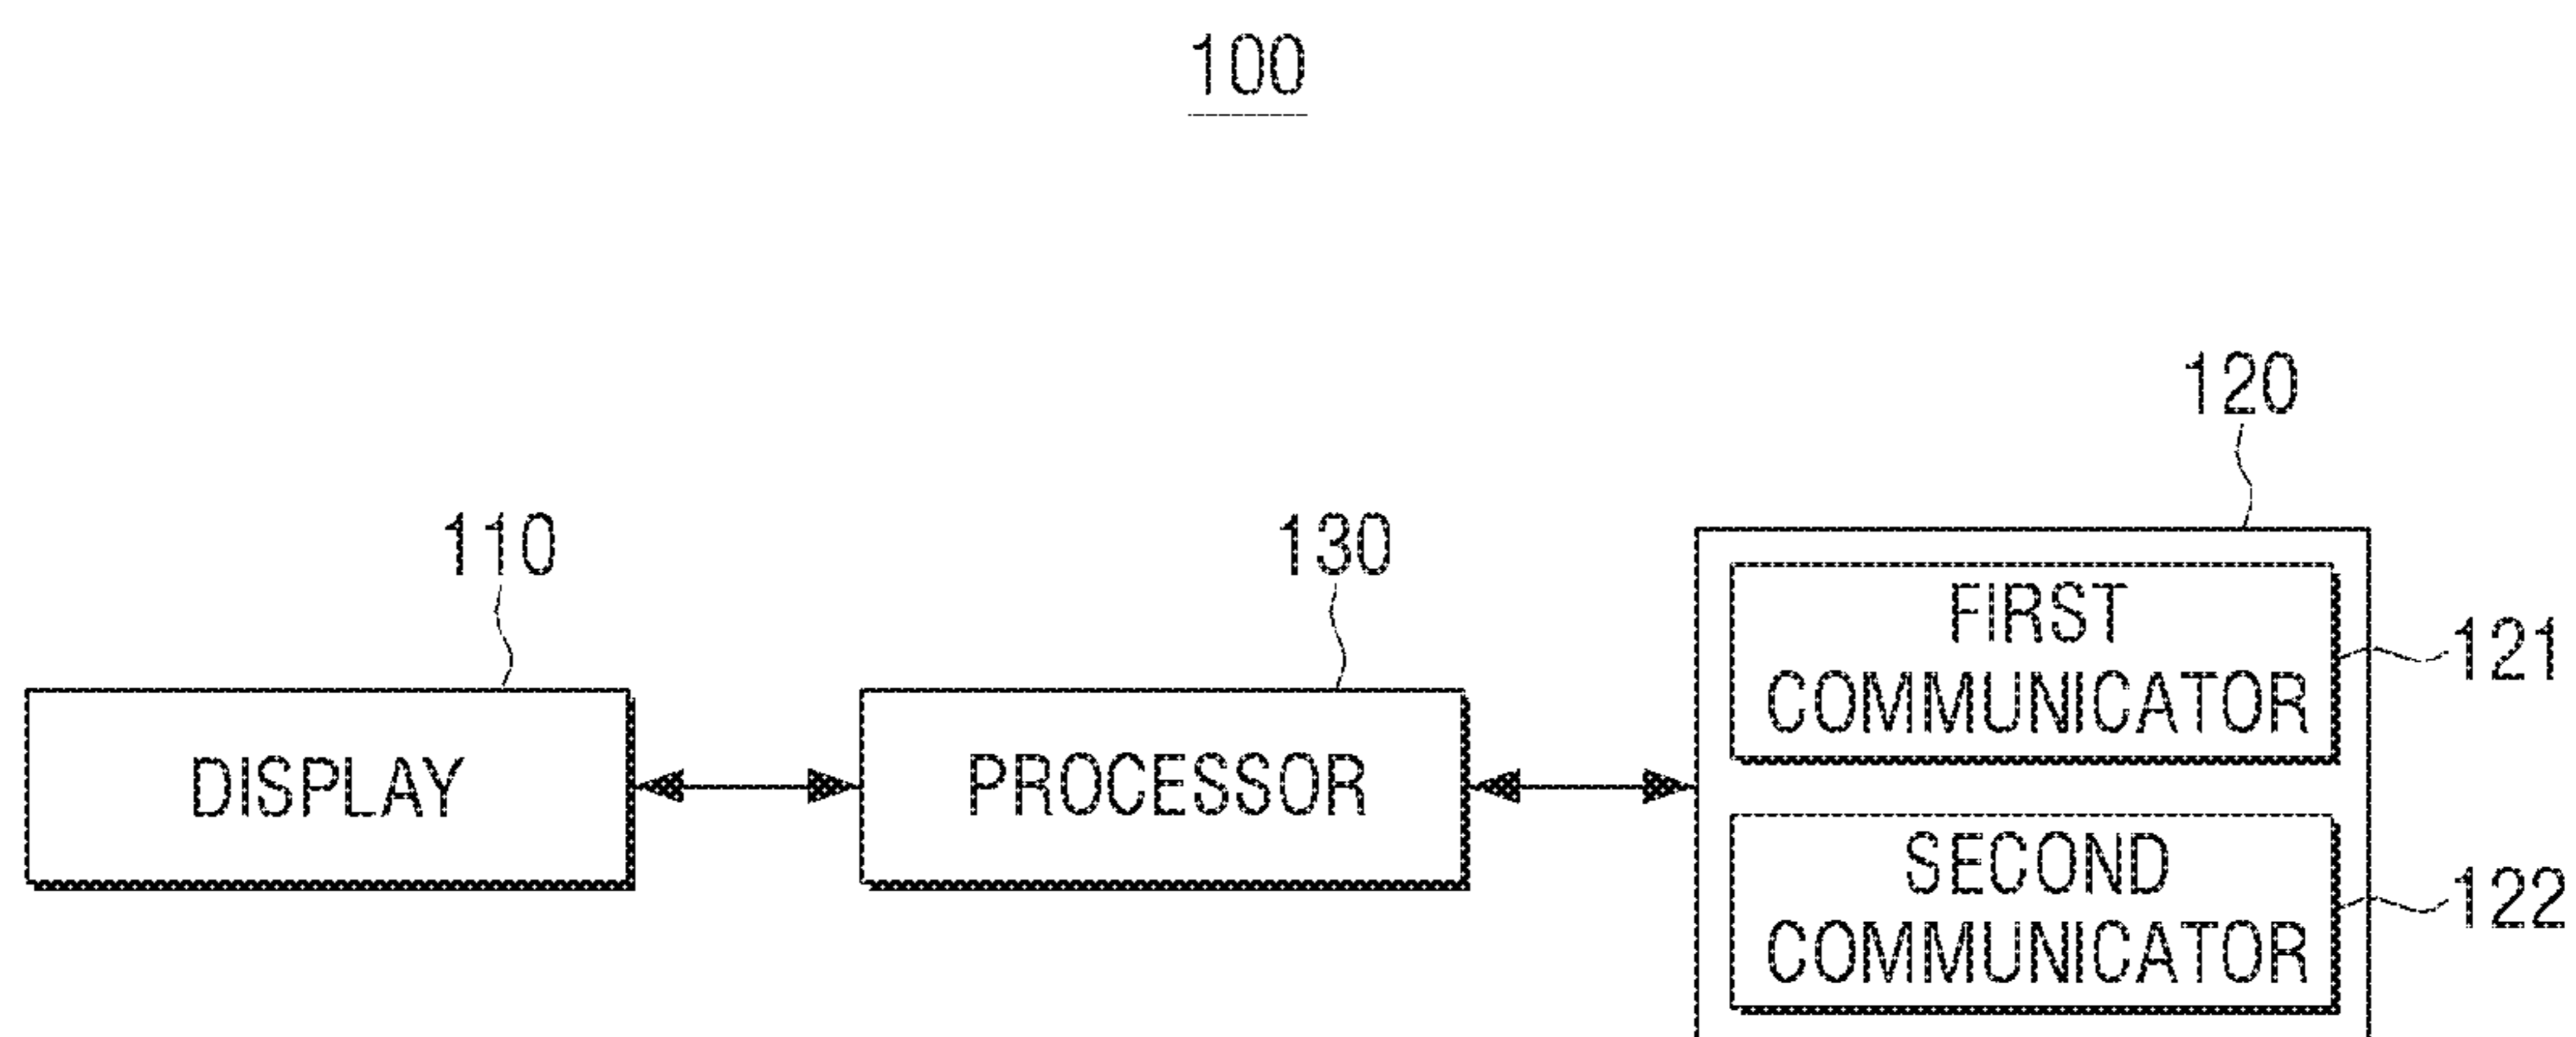 100
120
110
130
FIRST
COMMUNICATOR
121
DISPLAY
PROCESSOR
SECOND
COMMUNICATOR
122